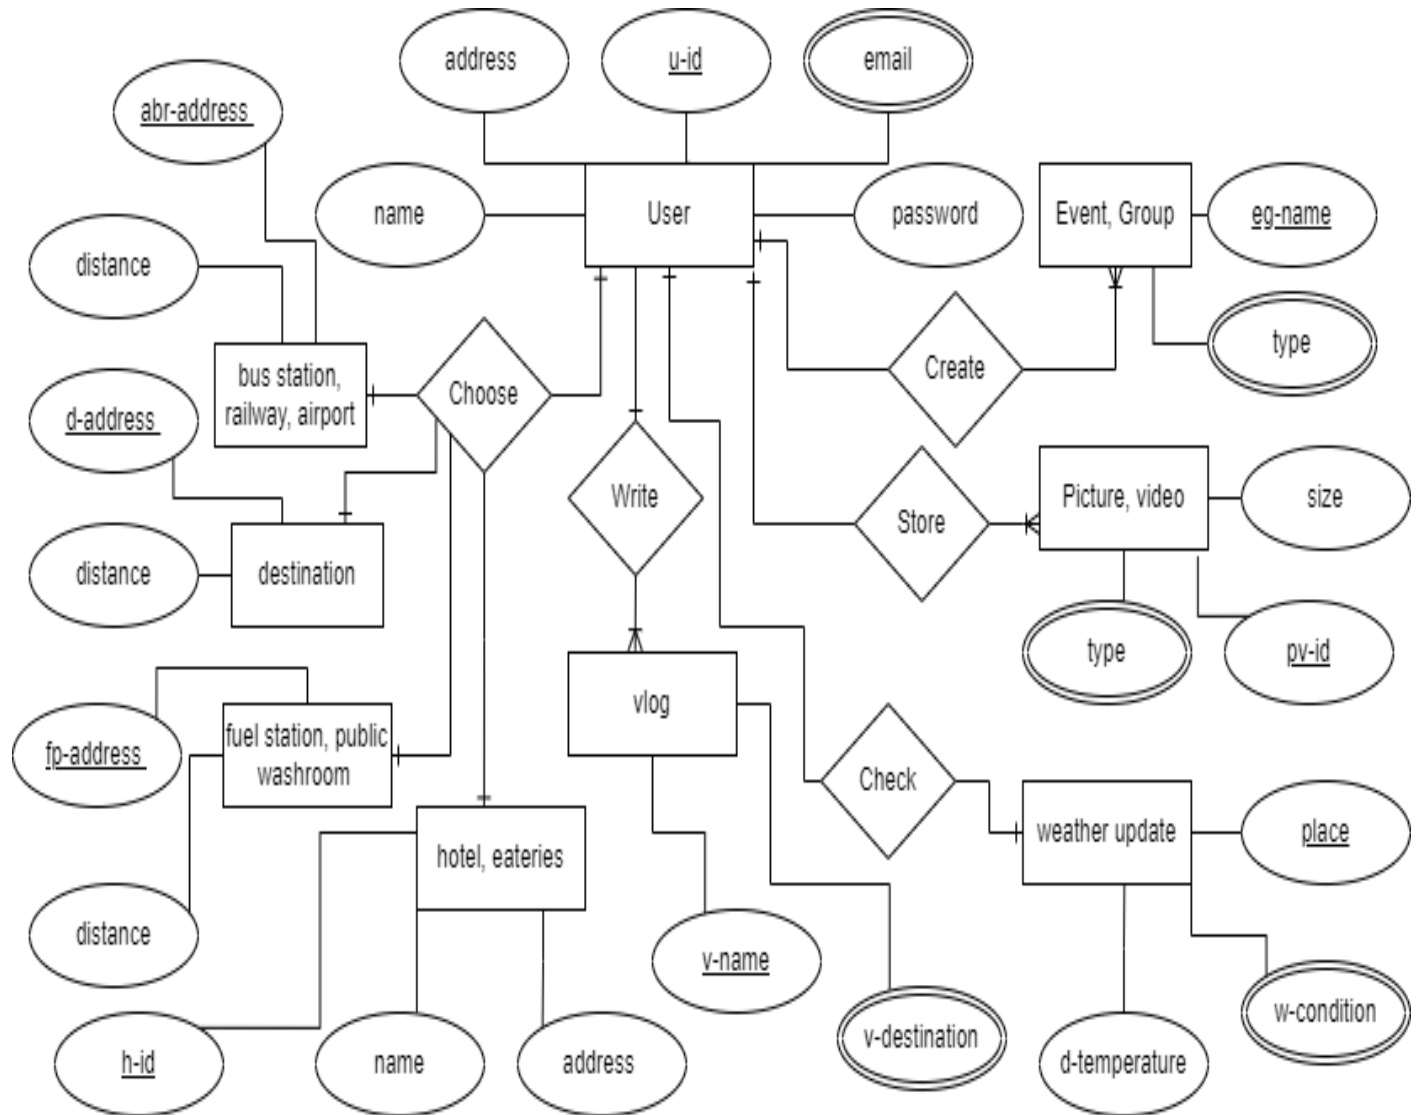 address
u-id
email
abr-address
name
User
password
Event, Group
eg-name
distance
type
bus station,
railway, airport
Choose
Create
d-address
Write
Store
Picture, video
size
distance
destination
type
pv-id
vlog
fp-address
fuel station, public
washroom
Check
weather update
place
hotel, eateries
distance
v-name
w-condition
v-destination
h-id
name
address
d-temperature